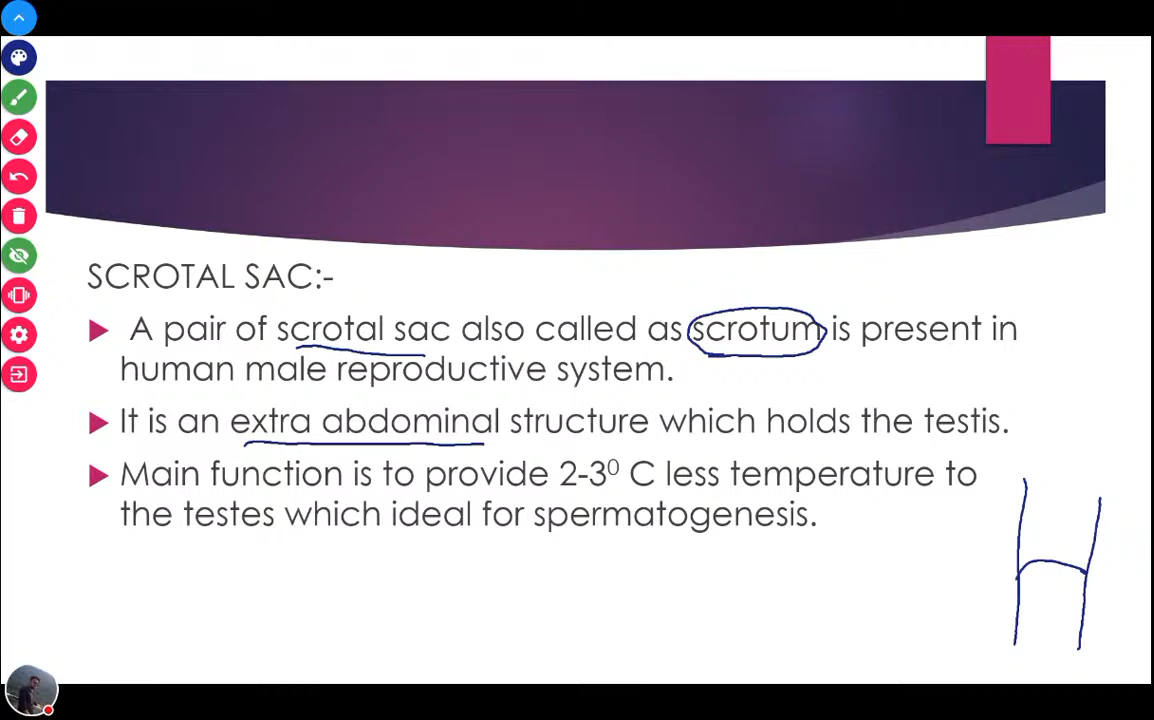 SCROTAL SAC:-
A pair of scrotal sac also called as scrotum is present in
human male reproductive system.
It is an extra abdominal structure which holds the testis.
Main function is to provide 2-3⁰ C less temperature to
the testes which ideal for spermatogenesis.